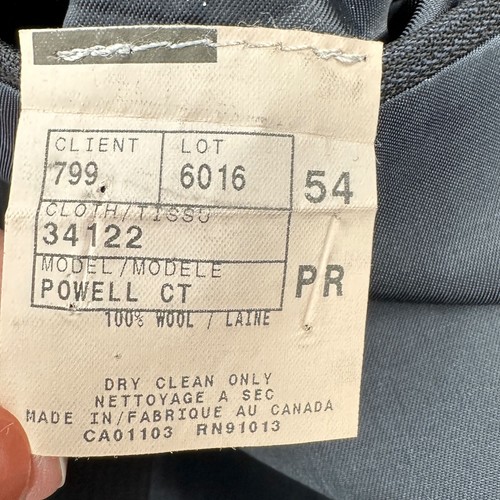 CLIENT LOT
799 6016 54
CLOTH/TISSU
34122
MODEL/MODELE PR
POWELL CT
100% WOOL / LAINE
DRY CLEAN ONLY
NETTOYAGE A SEC
MADE IN/FABRIQUE AU CANADA
CA01103 RN91013